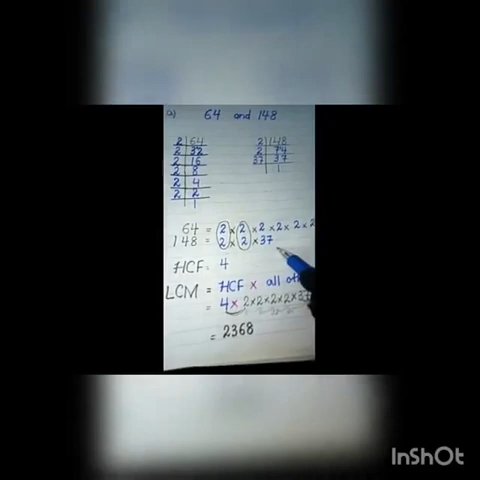 a) 64 and 148
2 64
2 32
2 16
2 8
2 4
2 2
1
2 148
2 74
37 37
1
64 = 2 × 2 × 2 × 2 × 2 × 2
148 = 2 × 2 × 37
HCF = 4
LCM = HCF × all
= 4 × 2×2×2×2×37
= 2368
InShOt